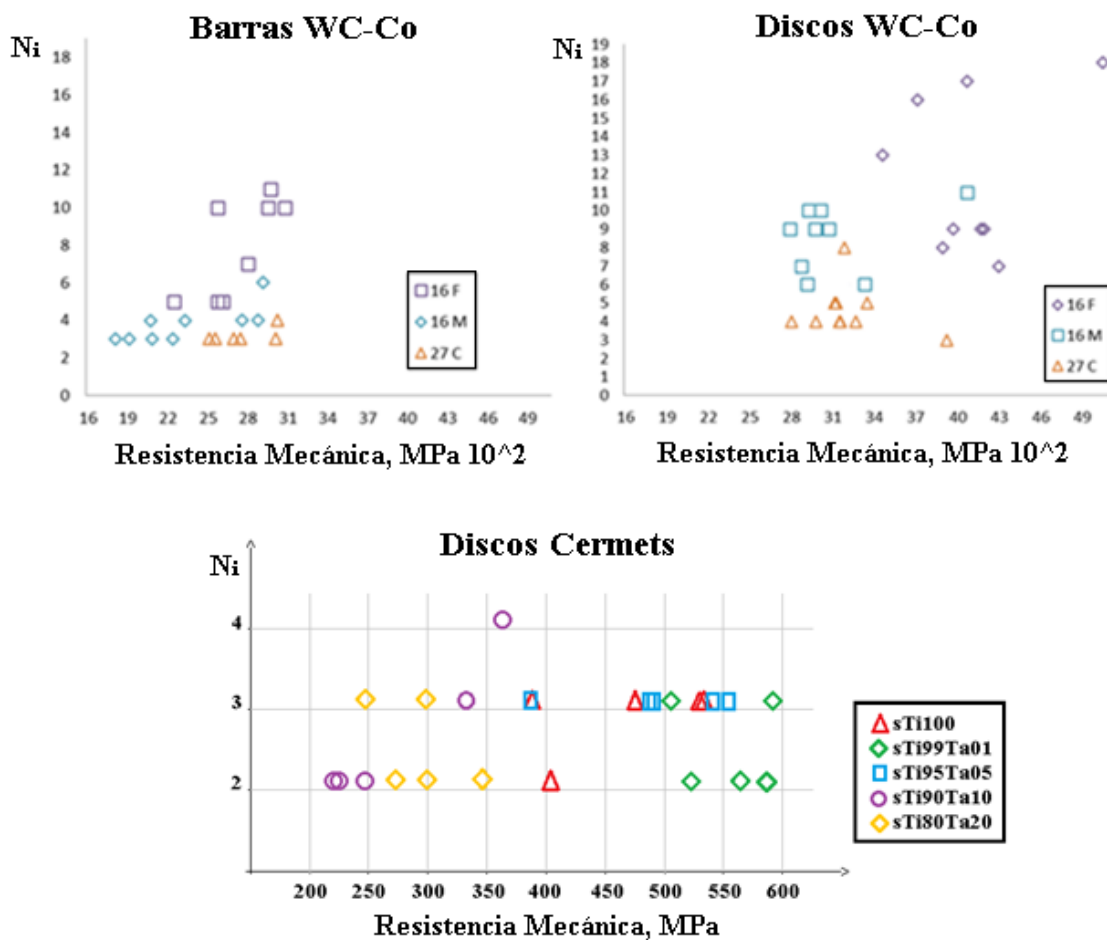 Barras WC-Co
Ni
18
16
14
12
10
8
6
4
2
0
16 19 22 25 28 31 34 37 40 43 46 49
16 F
16 M
27 C
Resistencia Mecánica, MPa 10^2
Discos WC-Co
Ni
19
18
17
16
15
14
13
12
11
10
9
8
7
6
5
4
3
2
1
0
16 19 22 25 28 31 34 37 40 43 46 49
16 F
16 M
27 C
Resistencia Mecánica, MPa 10^2
Discos Cermets
Ni
4
3
2
200 250 300 350 400 450 500 550 600
sTi100
sTi99Ta01
sTi95Ta05
sTi90Ta10
sTi80Ta20
Resistencia Mecánica, MPa